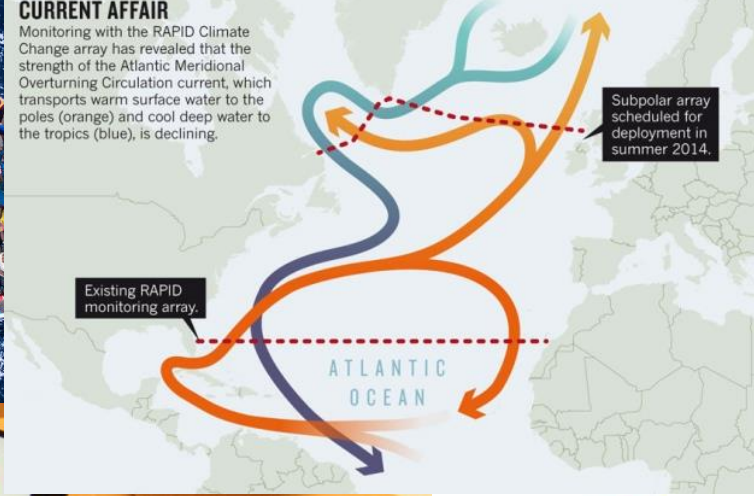 CURRENT AFFAIR
Monitoring with the RAPID Climate
Change array has revealed that the
strength of the Atlantic Meridional
Overturning Circulation current, which
transports warm surface water to the
poles (orange) and cool deep water to
the tropics (blue), is declining.
Subpolar array
scheduled for
deployment in
summer 2014.
Existing RAPID
monitoring array.
ATLANTIC
OCEAN